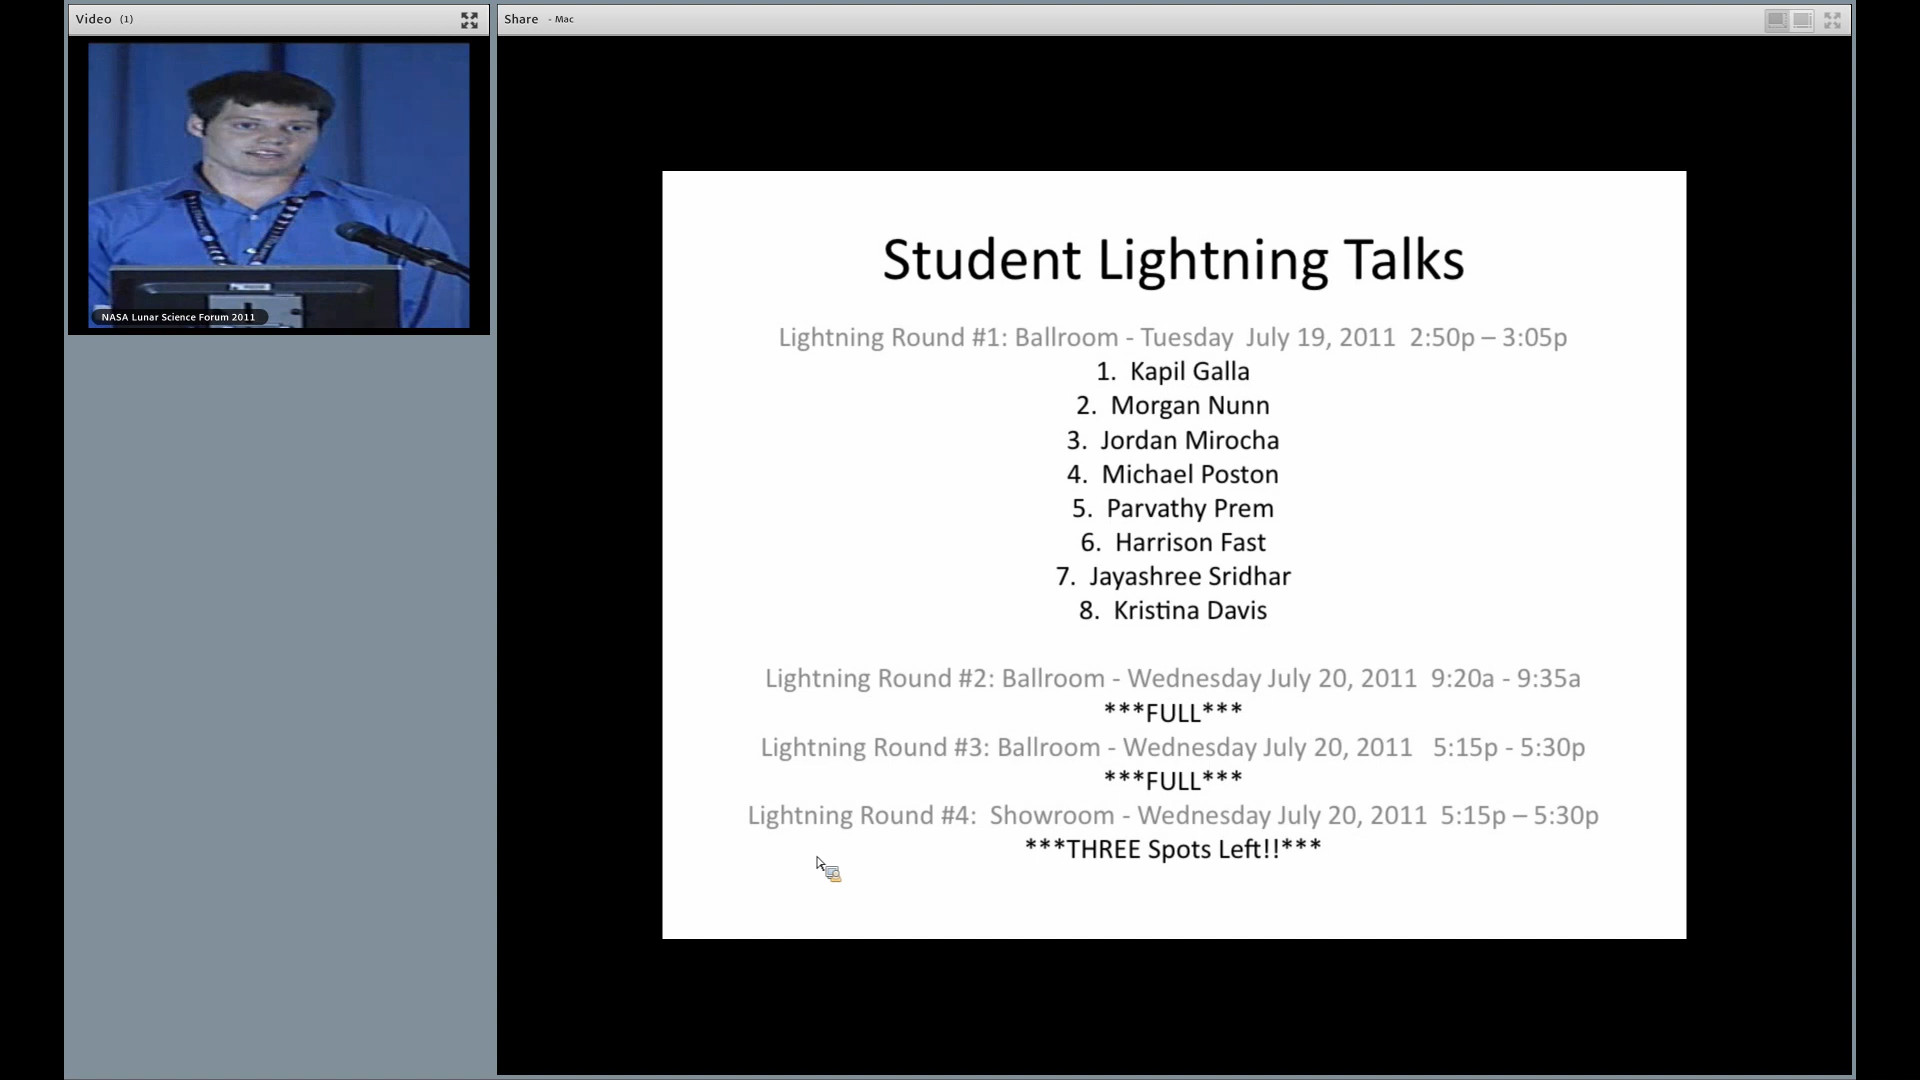 Video (1)
Share - Mac
NASA Lunar Science Forum 2011
Student Lightning Talks
Lightning Round #1: Ballroom - Tuesday July 19, 2011 2:50p – 3:05p
1. Kapil Galla
2. Morgan Nunn
3. Jordan Mirocha
4. Michael Poston
5. Parvathy Prem
6. Harrison Fast
7. Jayashree Sridhar
8. Kristina Davis
Lightning Round #2: Ballroom - Wednesday July 20, 2011 9:20a - 9:35a
***FULL***
Lightning Round #3: Ballroom - Wednesday July 20, 2011 5:15p - 5:30p
***FULL***
Lightning Round #4: Showroom - Wednesday July 20, 2011 5:15p – 5:30p
***THREE Spots Left!!***